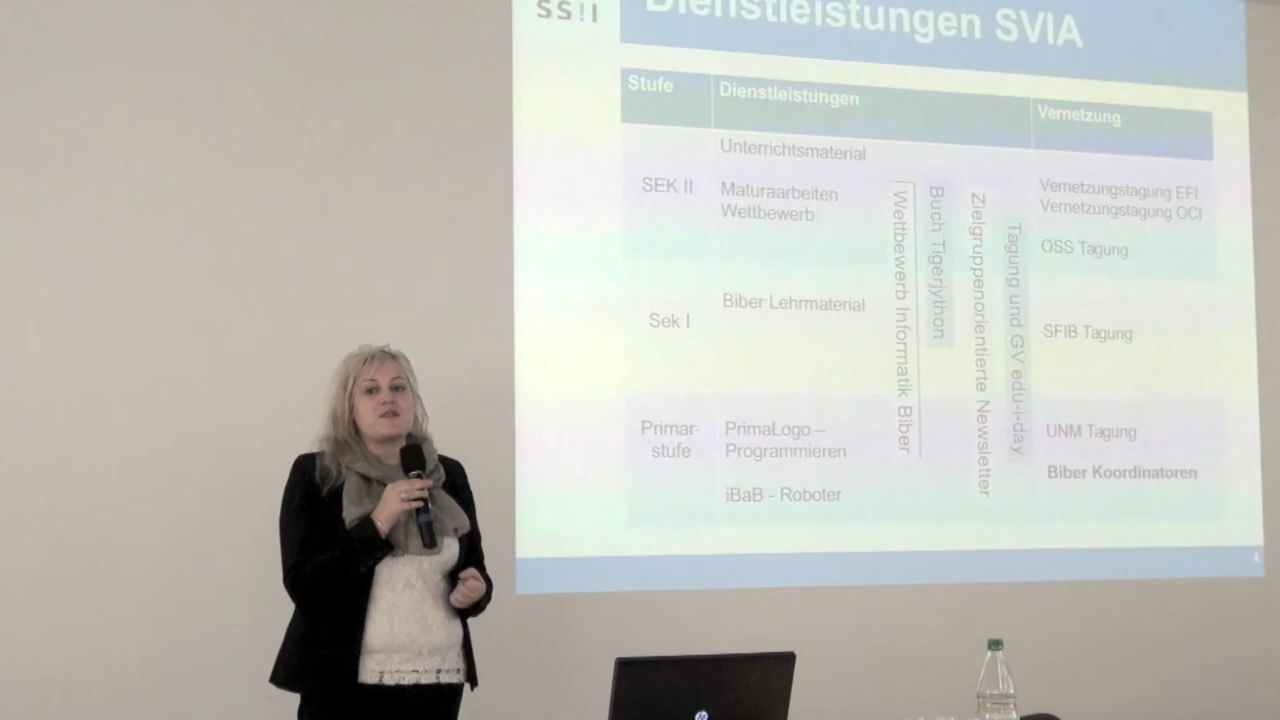 SS!I
Dienstleistungen SVIA
Stufe
Dienstleistungen
Vernetzung
SEK II
Unterrichtsmaterial
Maturaarbeiten
Wettbewerb
Vernetzungstagung EFI
Vernetzungstagung OCI
OSS Tagung
Sek I
Biber Lehrmaterial
SFIB Tagung
Primar-
stufe
PrimaLogo –
Programmieren
iBaB - Roboter
Wettbewerb Informatik Biber
Buch Tigerjython
Zielgruppenorientierte Newsletter
Tagung und GV edu-i-day
UNM Tagung
Biber Koordinatoren
4
hp